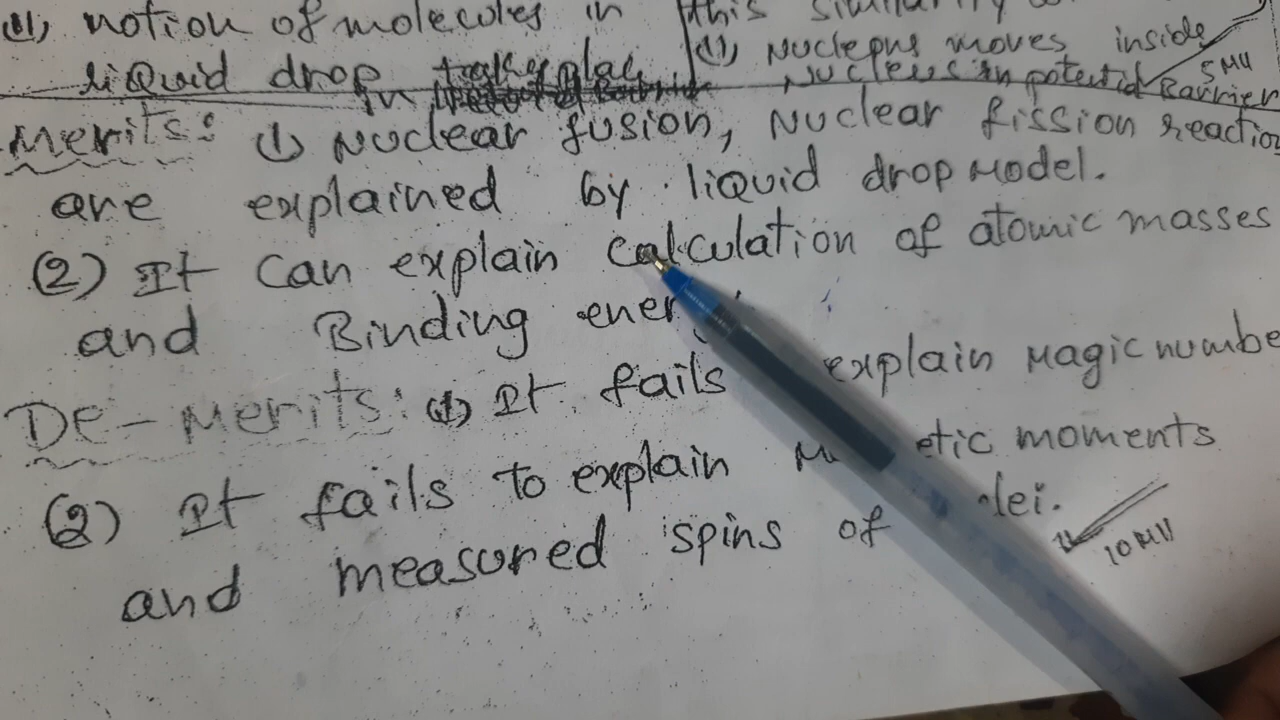 (11) notion of molecules in
liquid drop
this
(1) Nucleons moves inside
Nucleus in potential Barrier
5M
Merits: (1) Nuclear fusion, Nuclear fission reaction
are explained by liquid drop Model.
(2) It can explain calculation of atomic masses
and Binding ener
De-Merits: (1) It fails explain Magic numbe
(2) It fails to explain M etic moments
and measured spins of lei.
10M